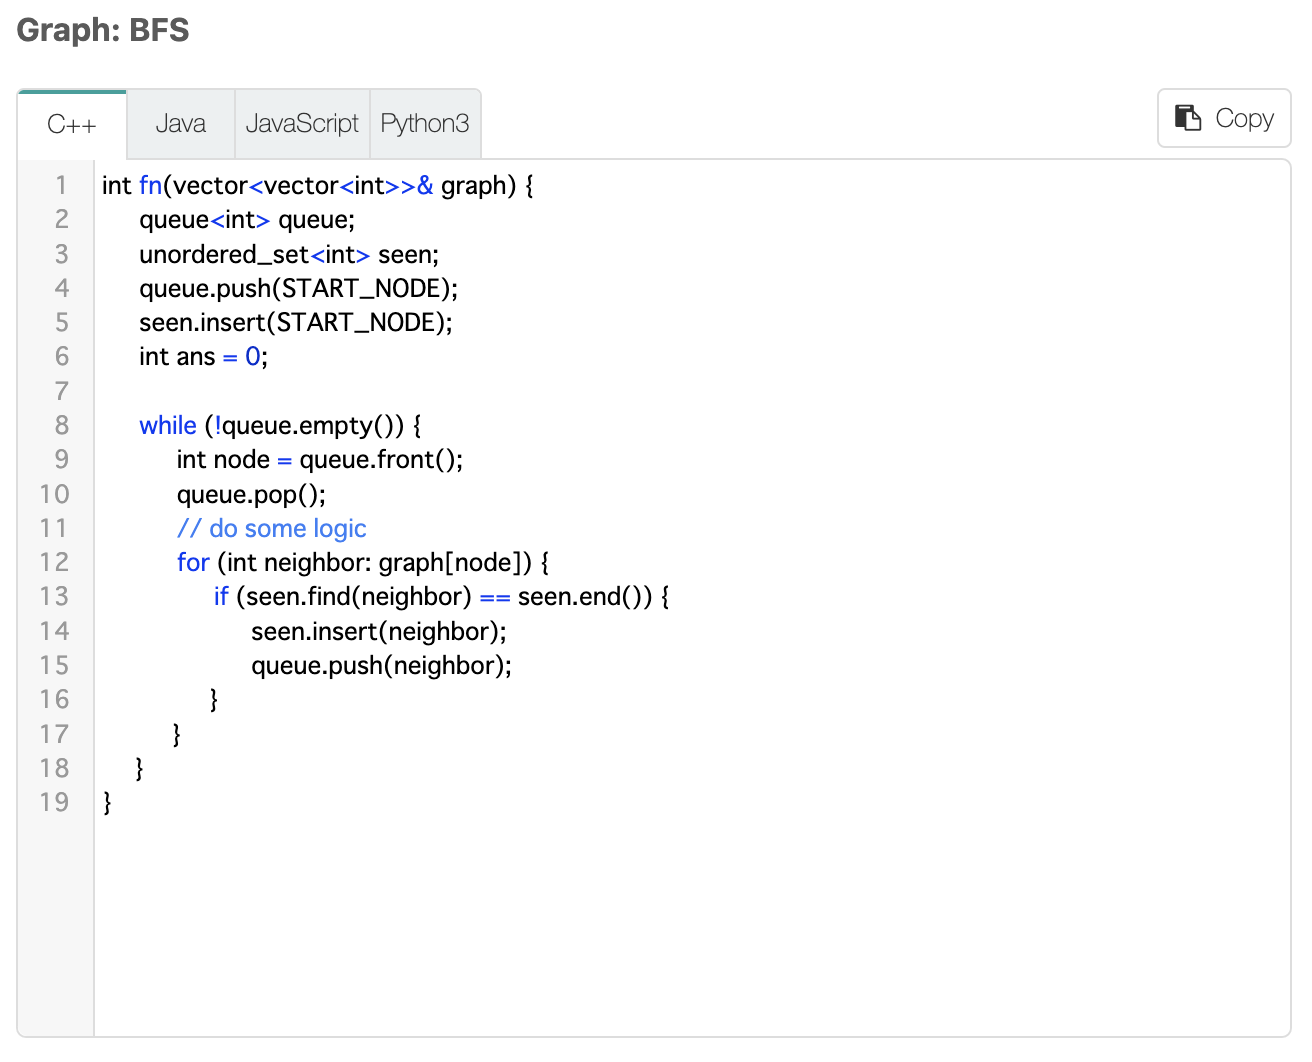 Graph: BFS
C++ Java JavaScript Python3 Copy
1 int fn(vector<vector<int>>& graph) {
2 queue<int> queue;
3 unordered_set<int> seen;
4 queue.push(START_NODE);
5 seen.insert(START_NODE);
6 int ans = 0;
7
8 while (!queue.empty()) {
9 int node = queue.front();
10 queue.pop();
11 // do some logic
12 for (int neighbor: graph[node]) {
13 if (seen.find(neighbor) == seen.end()) {
14 seen.insert(neighbor);
15 queue.push(neighbor);
16 }
17 }
18 }
19 }